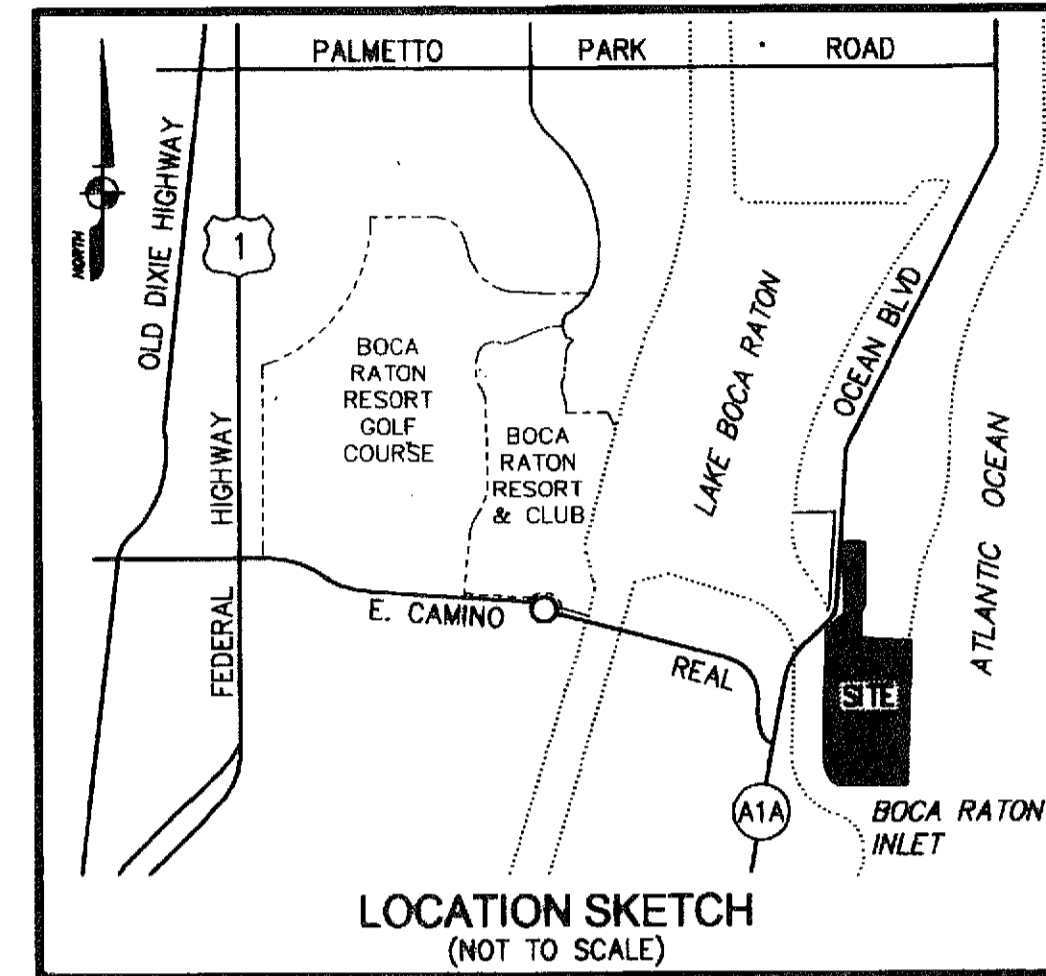 PALMETTO PARK ROAD
NORTH
OLD DIXIE HIGHWAY
1
FEDERAL HIGHWAY
BOCA
RATON
RESORT
GOLF
COURSE
BOCA
RATON
RESORT
& CLUB
LAKE BOCA RATON
OCEAN BLVD
ATLANTIC OCEAN
E. CAMINO REAL
SITE
A1A
BOCA RATON
INLET
LOCATION SKETCH
(NOT TO SCALE)